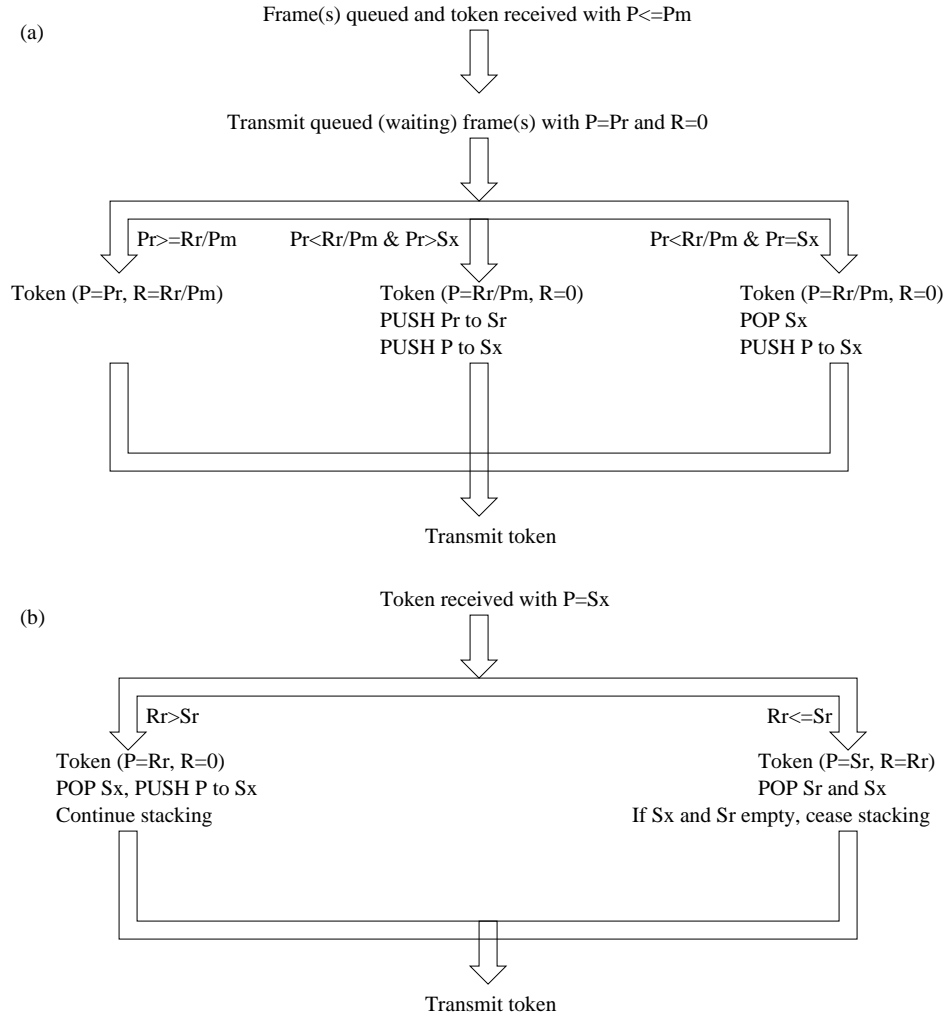 (a)
Frame(s) queued and token received with P<=Pm
Transmit queued (waiting) frame(s) with P=Pr and R=0
Pr>=Rr/Pm
Pr<Rr/Pm & Pr>Sx
Pr<Rr/Pm & Pr=Sx
Token (P=Pr, R=Rr/Pm)
Token (P=Rr/Pm, R=0)
PUSH Pr to Sr
PUSH P to Sx
Token (P=Rr/Pm, R=0)
POP Sx
PUSH P to Sx
Transmit token
(b)
Token received with P=Sx
Rr>Sr
Rr<=Sr
Token (P=Rr, R=0)
POP Sx, PUSH P to Sx
Continue stacking
Token (P=Sr, R=Rr)
POP Sr and Sx
If Sx and Sr empty, cease stacking
Transmit token